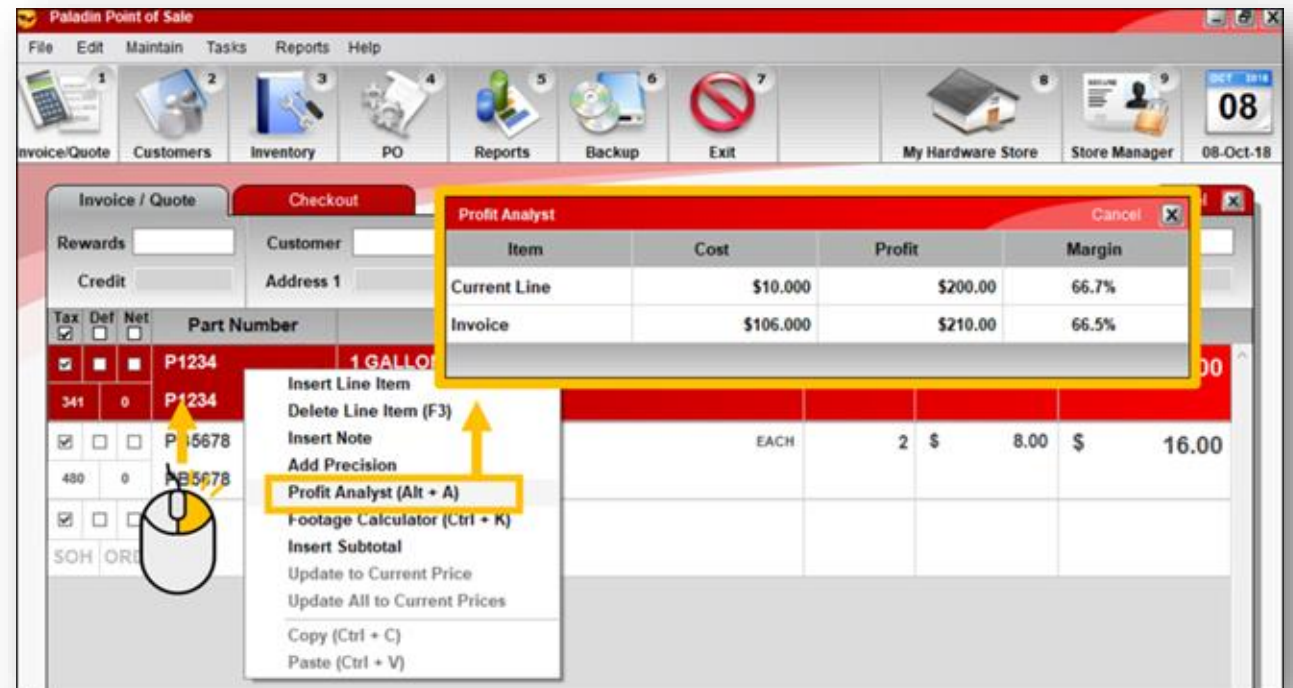 Paladin Point of Sale
File Edit Maintain Tasks Reports Help
1 2 3 4 5 6 7 8 9 OCT 2018
08
nvoice/Quote Customers Inventory PO Reports Backup Exit My Hardware Store Store Manager 08-Oct-18
Invoice / Quote Checkout
Profit Analyst Cancel
Rewards Customer
Item Cost Profit Margin
Credit Address 1
Current Line $10.000 $200.00 66.7%
Tax Def Net Part Number
Invoice $106.000 $210.00 66.5%
P1234 1 GALLO
00
341 0 P1234
Insert Line Item
Delete Line Item (F3)
Insert Note
Add Precision
Profit Analyst (Alt + A)
Footage Calculator (Ctrl + K)
Insert Subtotal
Update to Current Price
Update All to Current Prices
Copy (Ctrl + C)
Paste (Ctrl + V)
5678 EACH 2 $ 8.00 $ 16.00
480 0 PB5678
SOH ORD